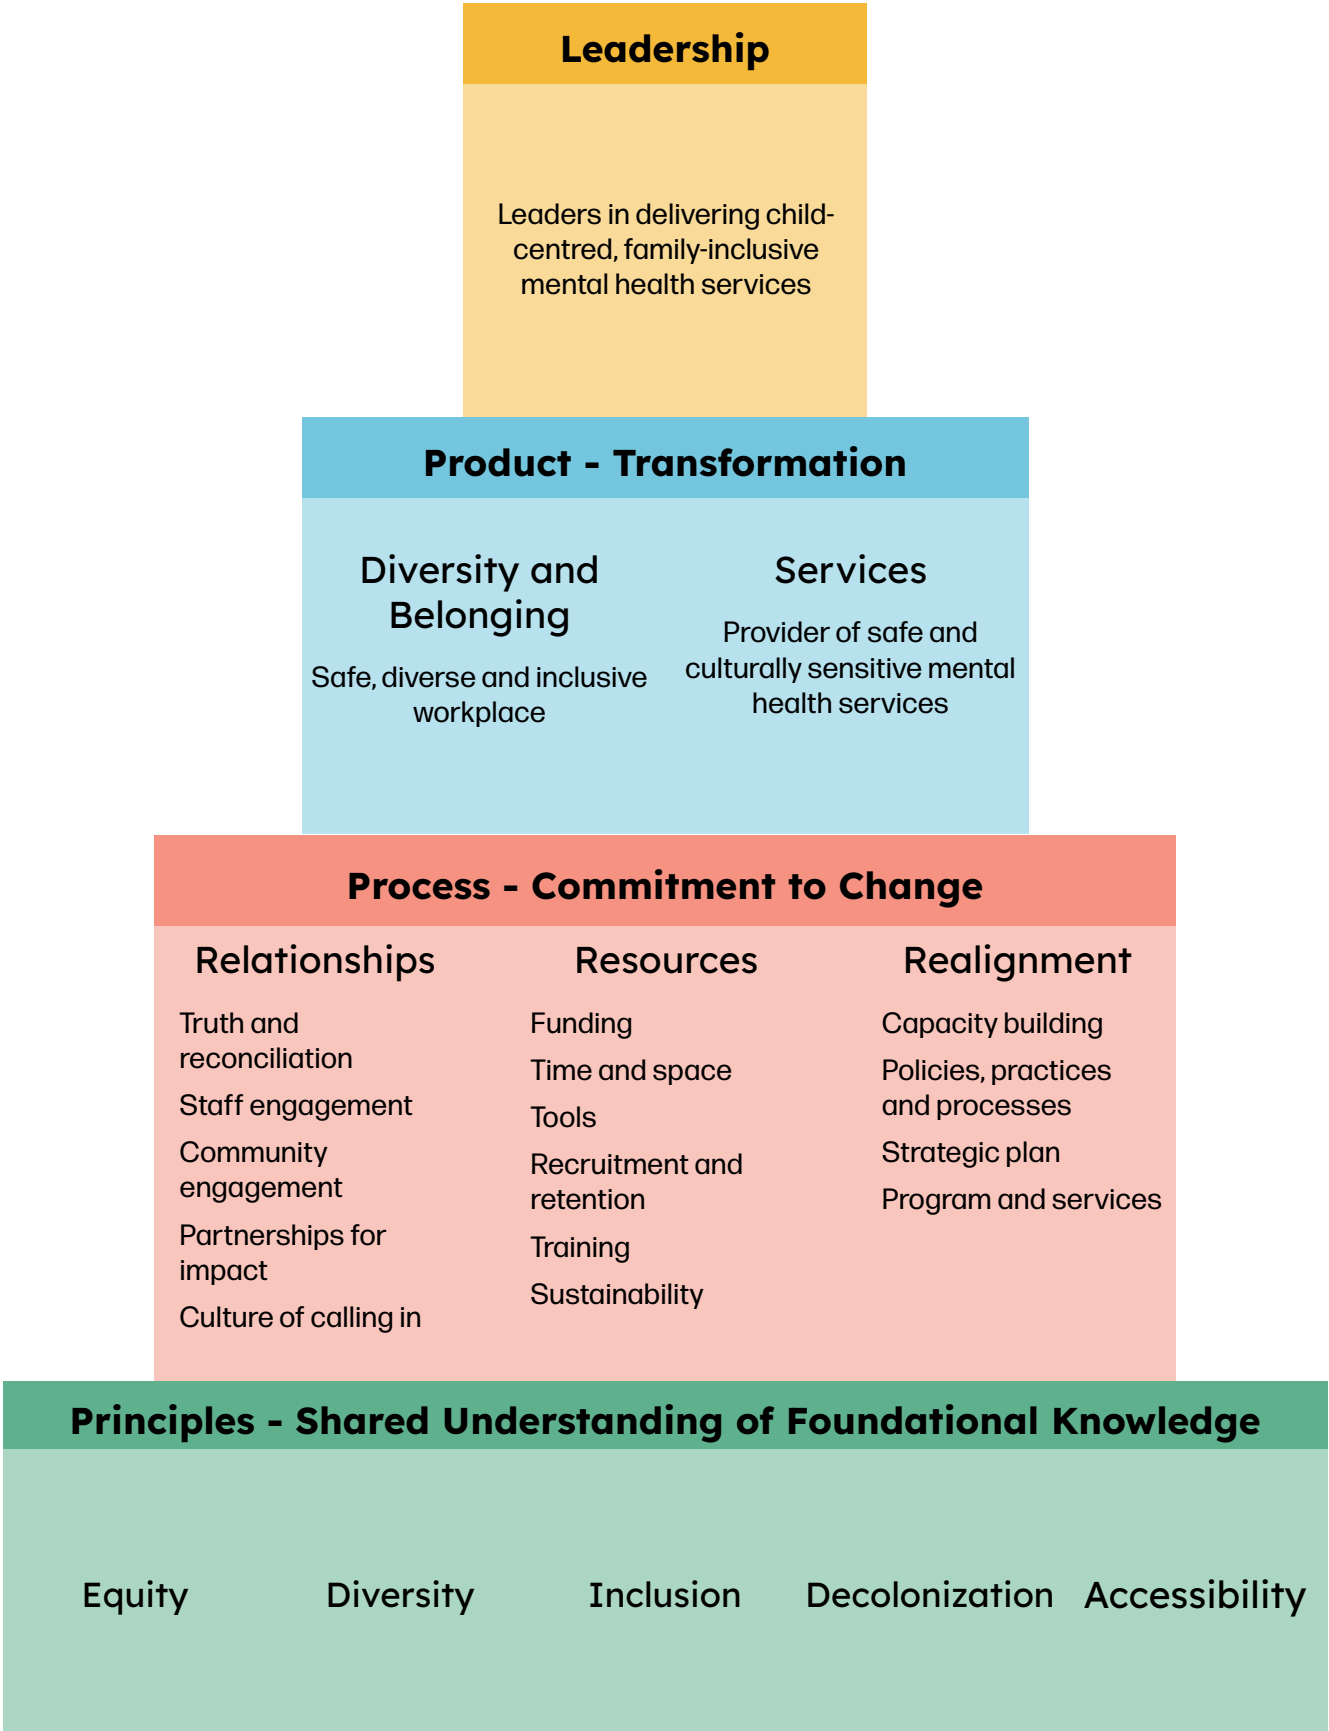 Leadership
Leaders in delivering child-
centred, family-inclusive
mental health services
Product - Transformation
Diversity and
Belonging
Safe, diverse and inclusive
workplace
Services
Provider of safe and
culturally sensitive mental
health services
Process - Commitment to Change
Relationships
Truth and
reconciliation
Staff engagement
Community
engagement
Partnerships for
impact
Culture of calling in
Resources
Funding
Time and space
Tools
Recruitment and
retention
Training
Sustainability
Realignment
Capacity building
Policies, practices
and processes
Strategic plan
Program and services
Principles - Shared Understanding of Foundational Knowledge
Equity
Diversity
Inclusion
Decolonization
Accessibility